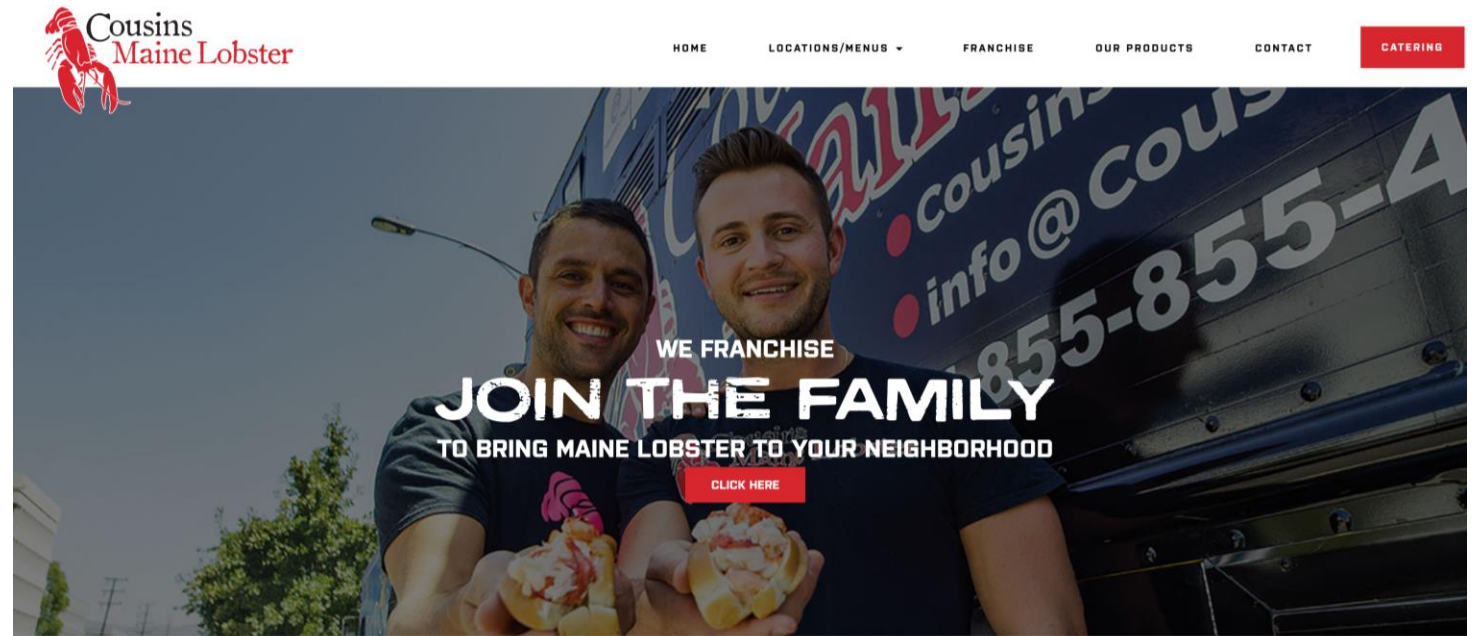 Cousins
Maine Lobster
HOME
LOCATIONS/MENUS
FRANCHISE
OUR PRODUCTS
CONTACT
CATERING
Cousins
info@Cous
855-855-4
WE FRANCHISE
JOIN THE FAMILY
TO BRING MAINE LOBSTER TO YOUR NEIGHBORHOOD
CLICK HERE